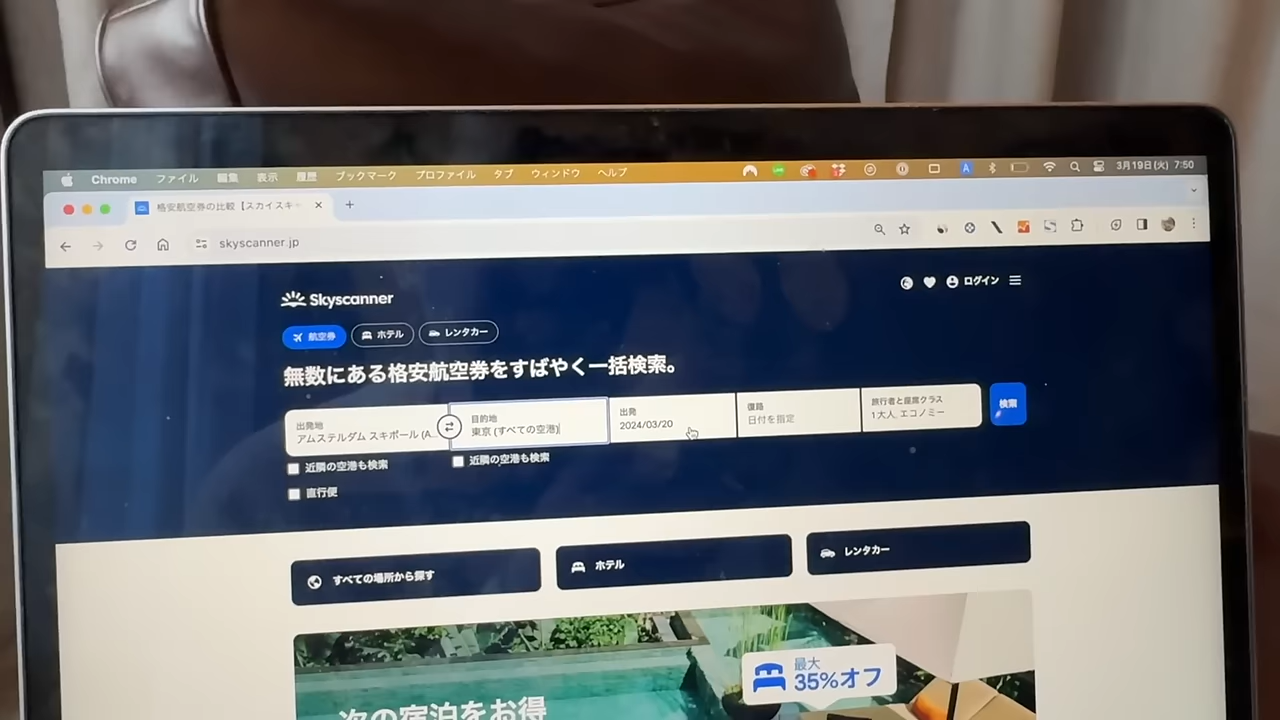 Chrome ファイル 編集 表示 履歴 ブックマーク プロファイル タブ ウィンドウ ヘルプ
A
3月19日(火) 7:50
格安航空券の比較【スカイスキ
skyscanner.jp
Skyscanner
ログイン
航空券
ホテル
レンタカー
無数にある格安航空券をすばやく一括検索。
出発地
アムステルダム スキポール (A...
目的地
東京 (すべての空港)
出発
2024/03/20
復路
日付を指定
旅行者と座席クラス
1 大人, エコノミー
検索
近隣の空港も検索
近隣の空港も検索
直行便
すべての場所から探す
ホテル
レンタカー
最大
35%オフ
次の宿泊をお得